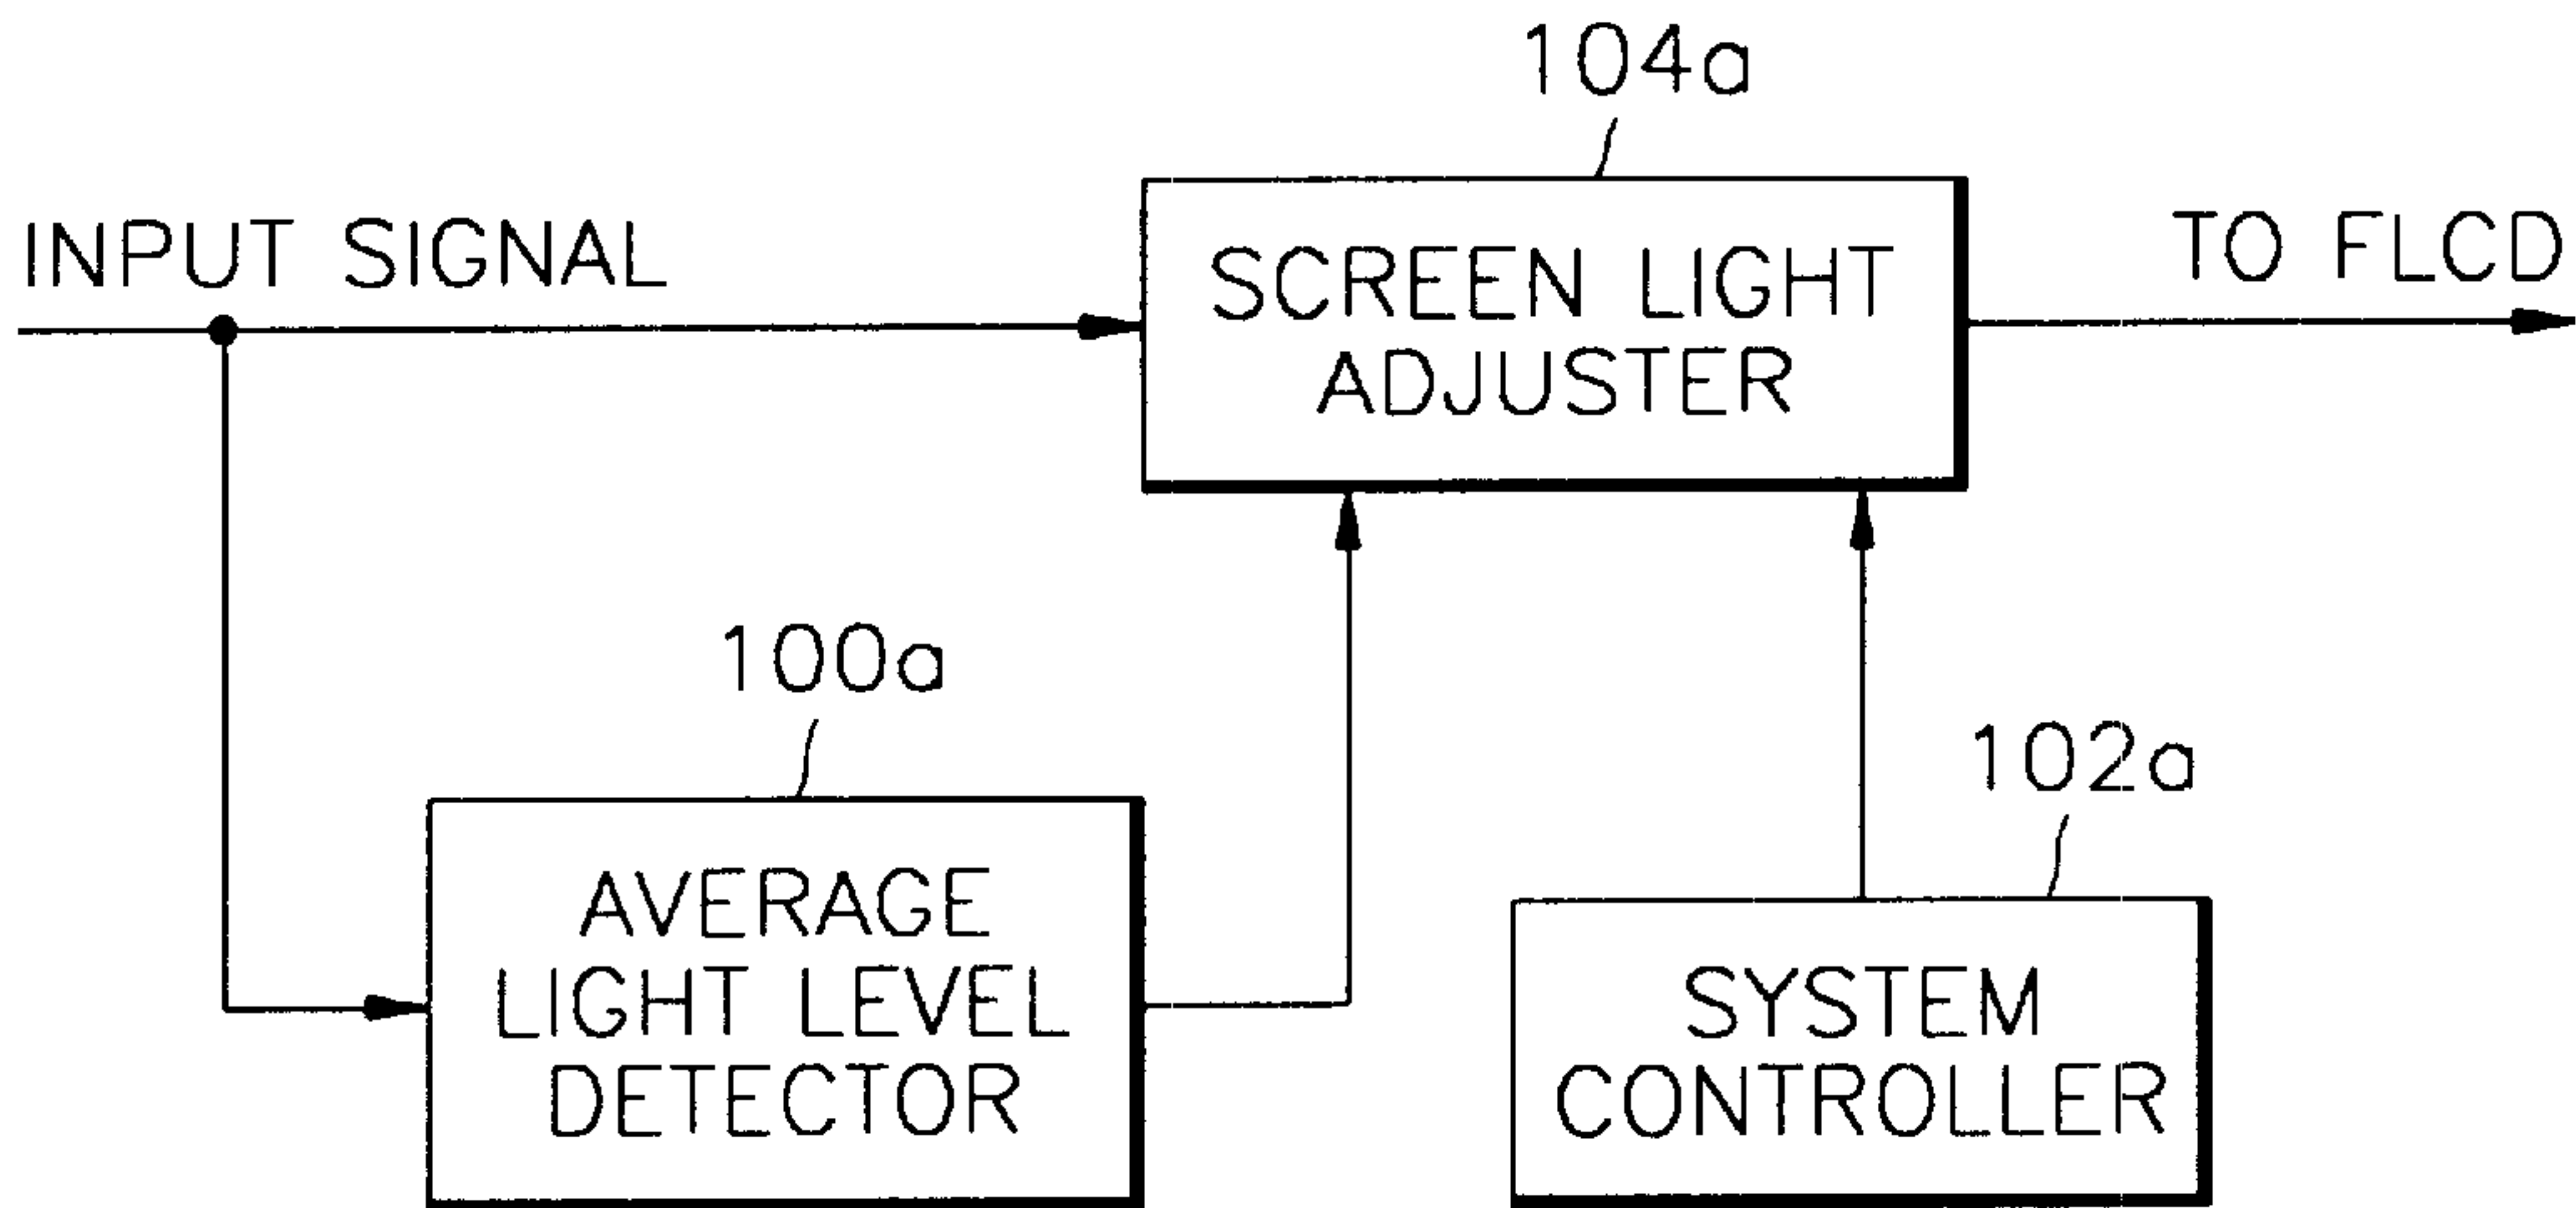 104a
INPUT SIGNAL
SCREEN LIGHT
ADJUSTER
TO FLCD
100a
AVERAGE
LIGHT LEVEL
DETECTOR
102a
SYSTEM
CONTROLLER